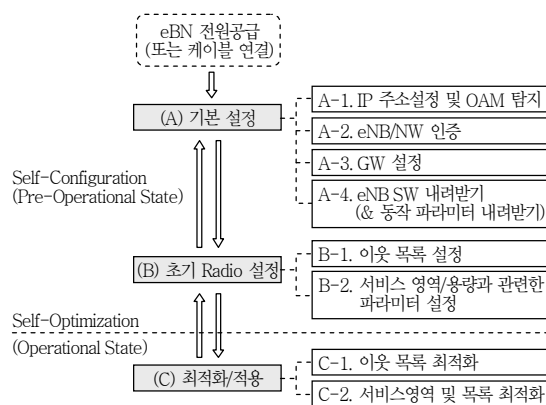 eBN 전원공급
(또는 케이블 연결)
(A) 기본 설정
A-1. IP 주소설정 및 OAM 탐지
A-2. eNB/NW 인증
A-3. GW 설정
A-4. eNB SW 내려받기
(& 동작 파라미터 내려받기)
Self-Configuration
(Pre-Operational State)
(B) 초기 Radio 설정
B-1. 이웃 목록 설정
B-2. 서비스 영역/용량과 관련한
파라미터 설정
Self-Optimization
(Operational State)
(C) 최적화/적용
C-1. 이웃 목록 최적화
C-2. 서비스영역 및 목록 최적화